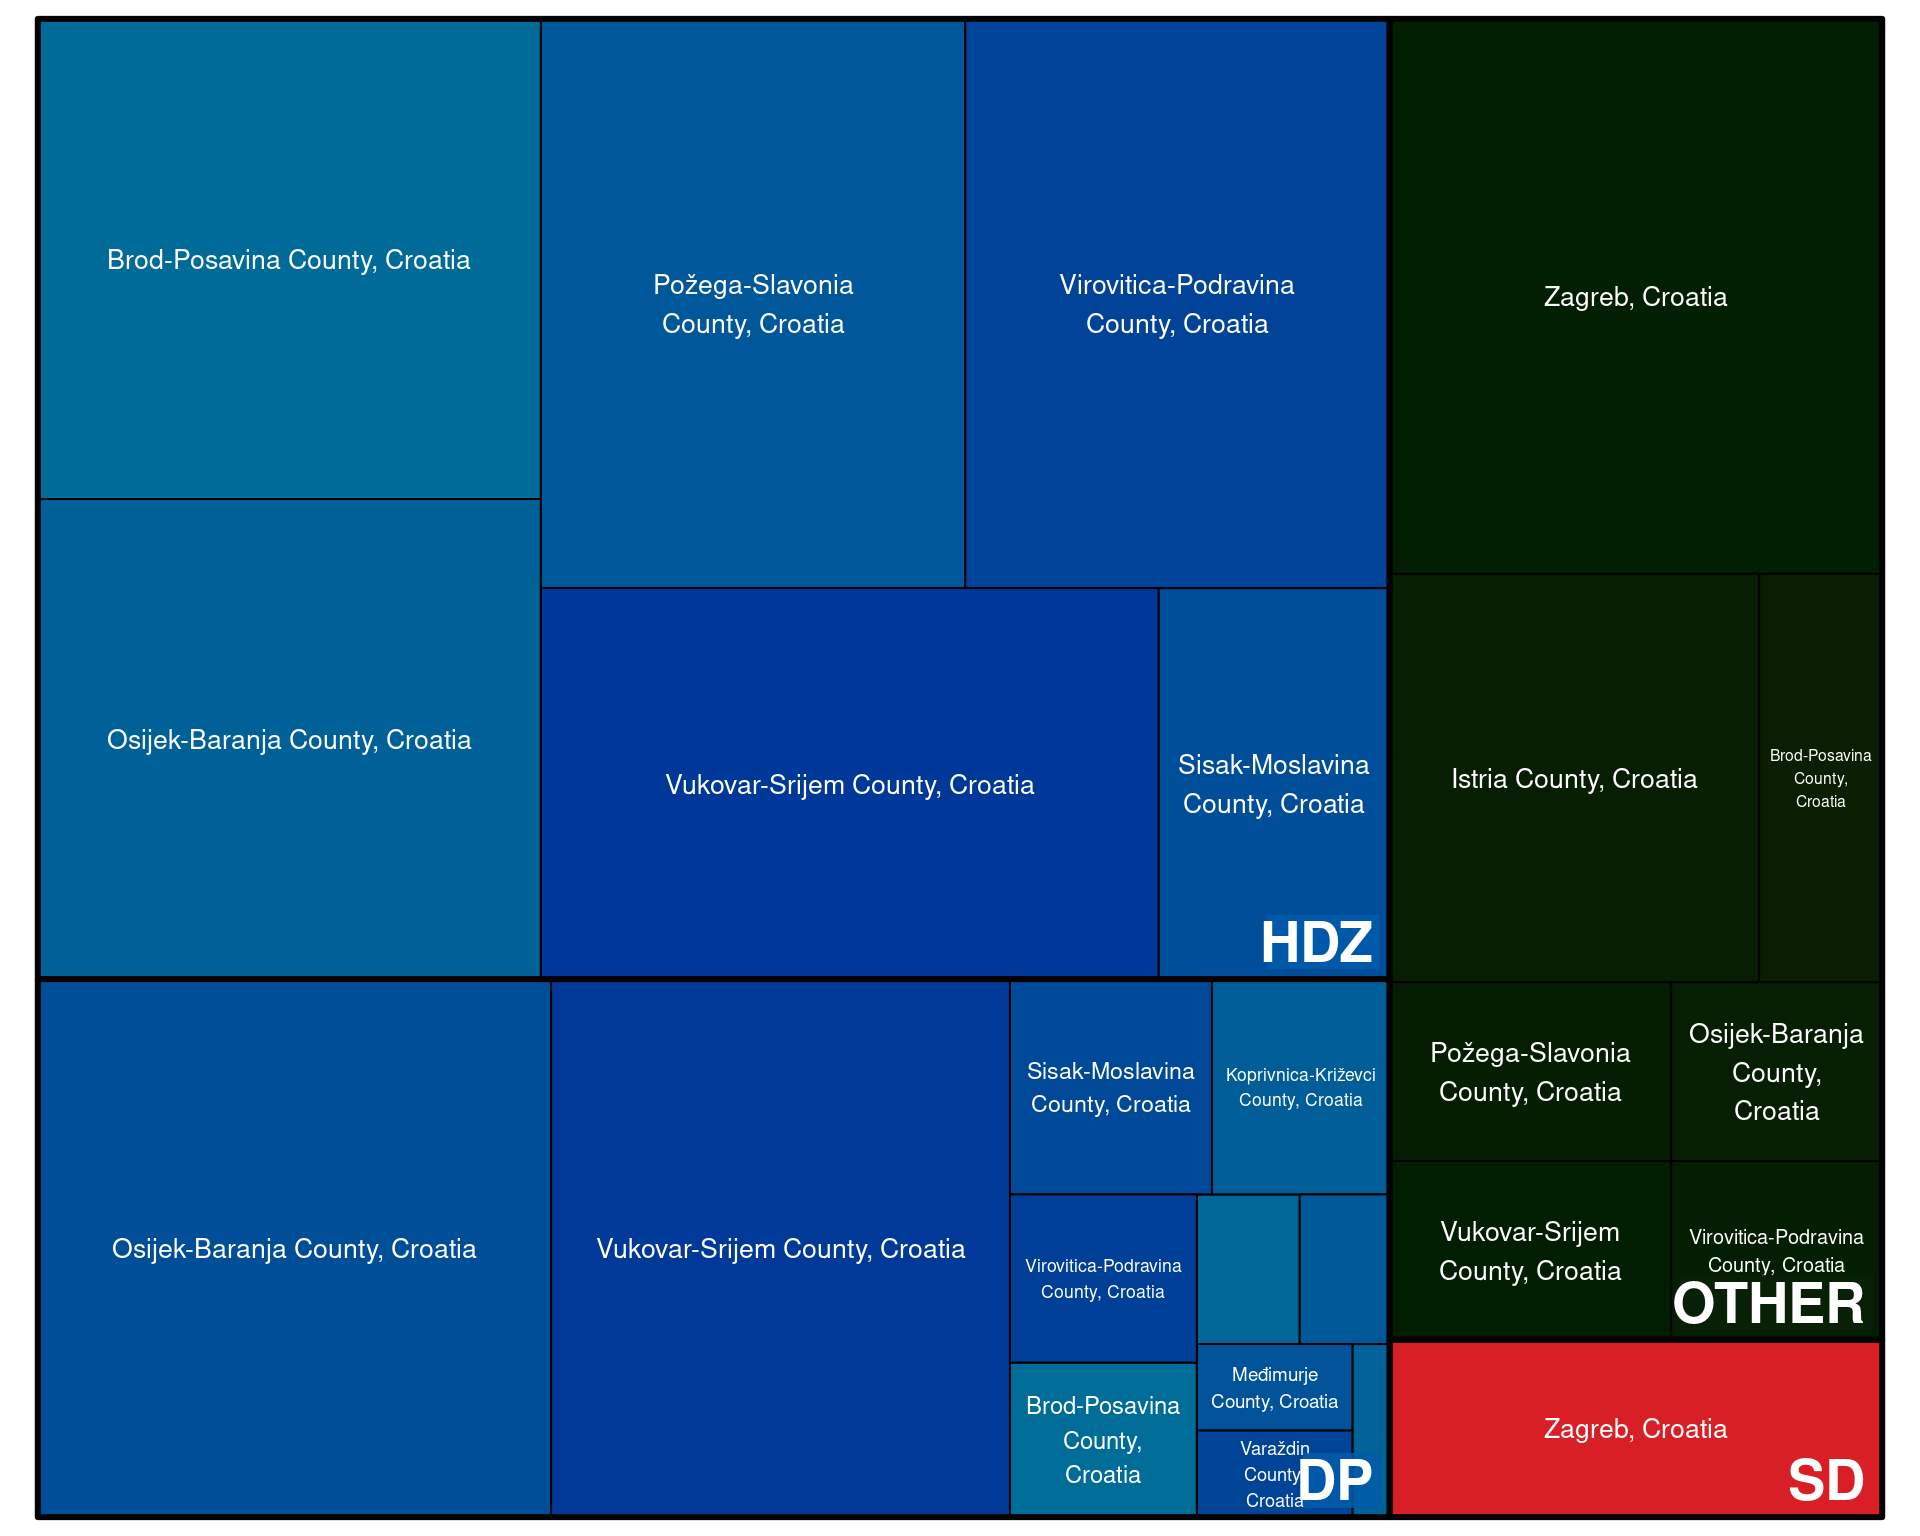 Brod-Posavina County, Croatia
Požega-Slavonia
County, Croatia
Virovitica-Podravina
County, Croatia
Osijek-Baranja County, Croatia
Vukovar-Srijem County, Croatia
Sisak-Moslavina
County, Croatia
HDZ
Zagreb, Croatia
Istria County, Croatia
Brod-Posavina
County,
Croatia
Požega-Slavonia
County, Croatia
Osijek-Baranja
County,
Croatia
Vukovar-Srijem
County, Croatia
Virovitica-Podravina
County, Croatia
OTHER
Osijek-Baranja County, Croatia
Vukovar-Srijem County, Croatia
Sisak-Moslavina
County, Croatia
Koprivnica-Križevci
County, Croatia
Virovitica-Podravina
County, Croatia
Brod-Posavina
County,
Croatia
Međimurje
County, Croatia
Varaždin
County,
Croatia
DP
Zagreb, Croatia
SD